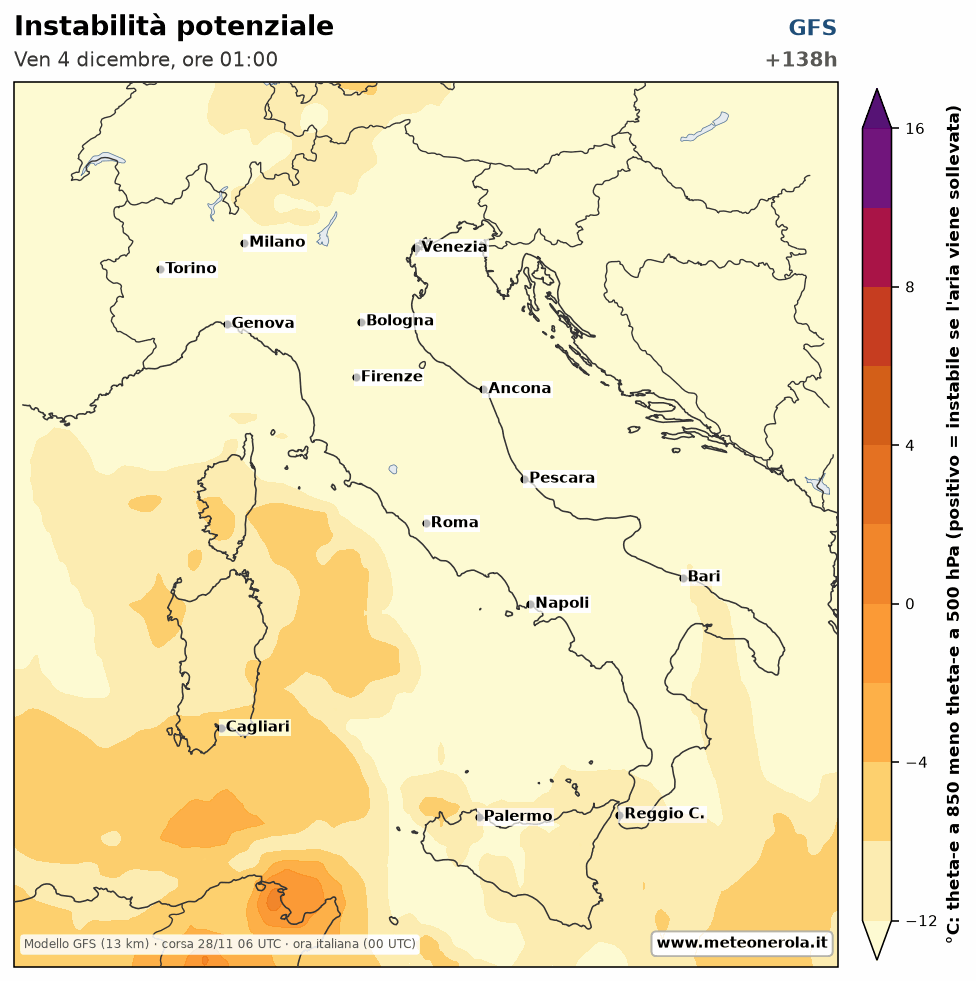 Instabilità potenziale
GFS
Ven 4 dicembre, ore 01:00
+138h
Milano
Venezia
Torino
Genova
Bologna
Firenze
Ancona
Pescara
Roma
Bari
Napoli
Cagliari
Palermo
Reggio C.
Modello GFS (13 km) · corsa 28/11 06 UTC · ora italiana (00 UTC)
www.meteonerola.it
16
8
4
0
−4
−12
°C: theta-e a 850 meno theta-e a 500 hPa (positivo = instabile se l'aria viene sollevata)